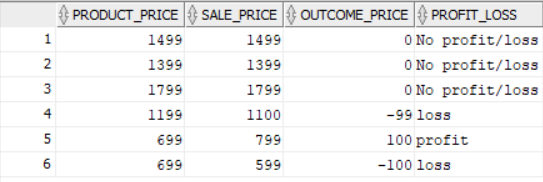 PRODUCT_PRICE SALE_PRICE OUTCOME_PRICE PROFIT_LOSS
1 1499 1499 0 No profit/loss
2 1399 1399 0 No profit/loss
3 1799 1799 0 No profit/loss
4 1199 1100 -99 loss
5 699 799 100 profit
6 699 599 -100 loss